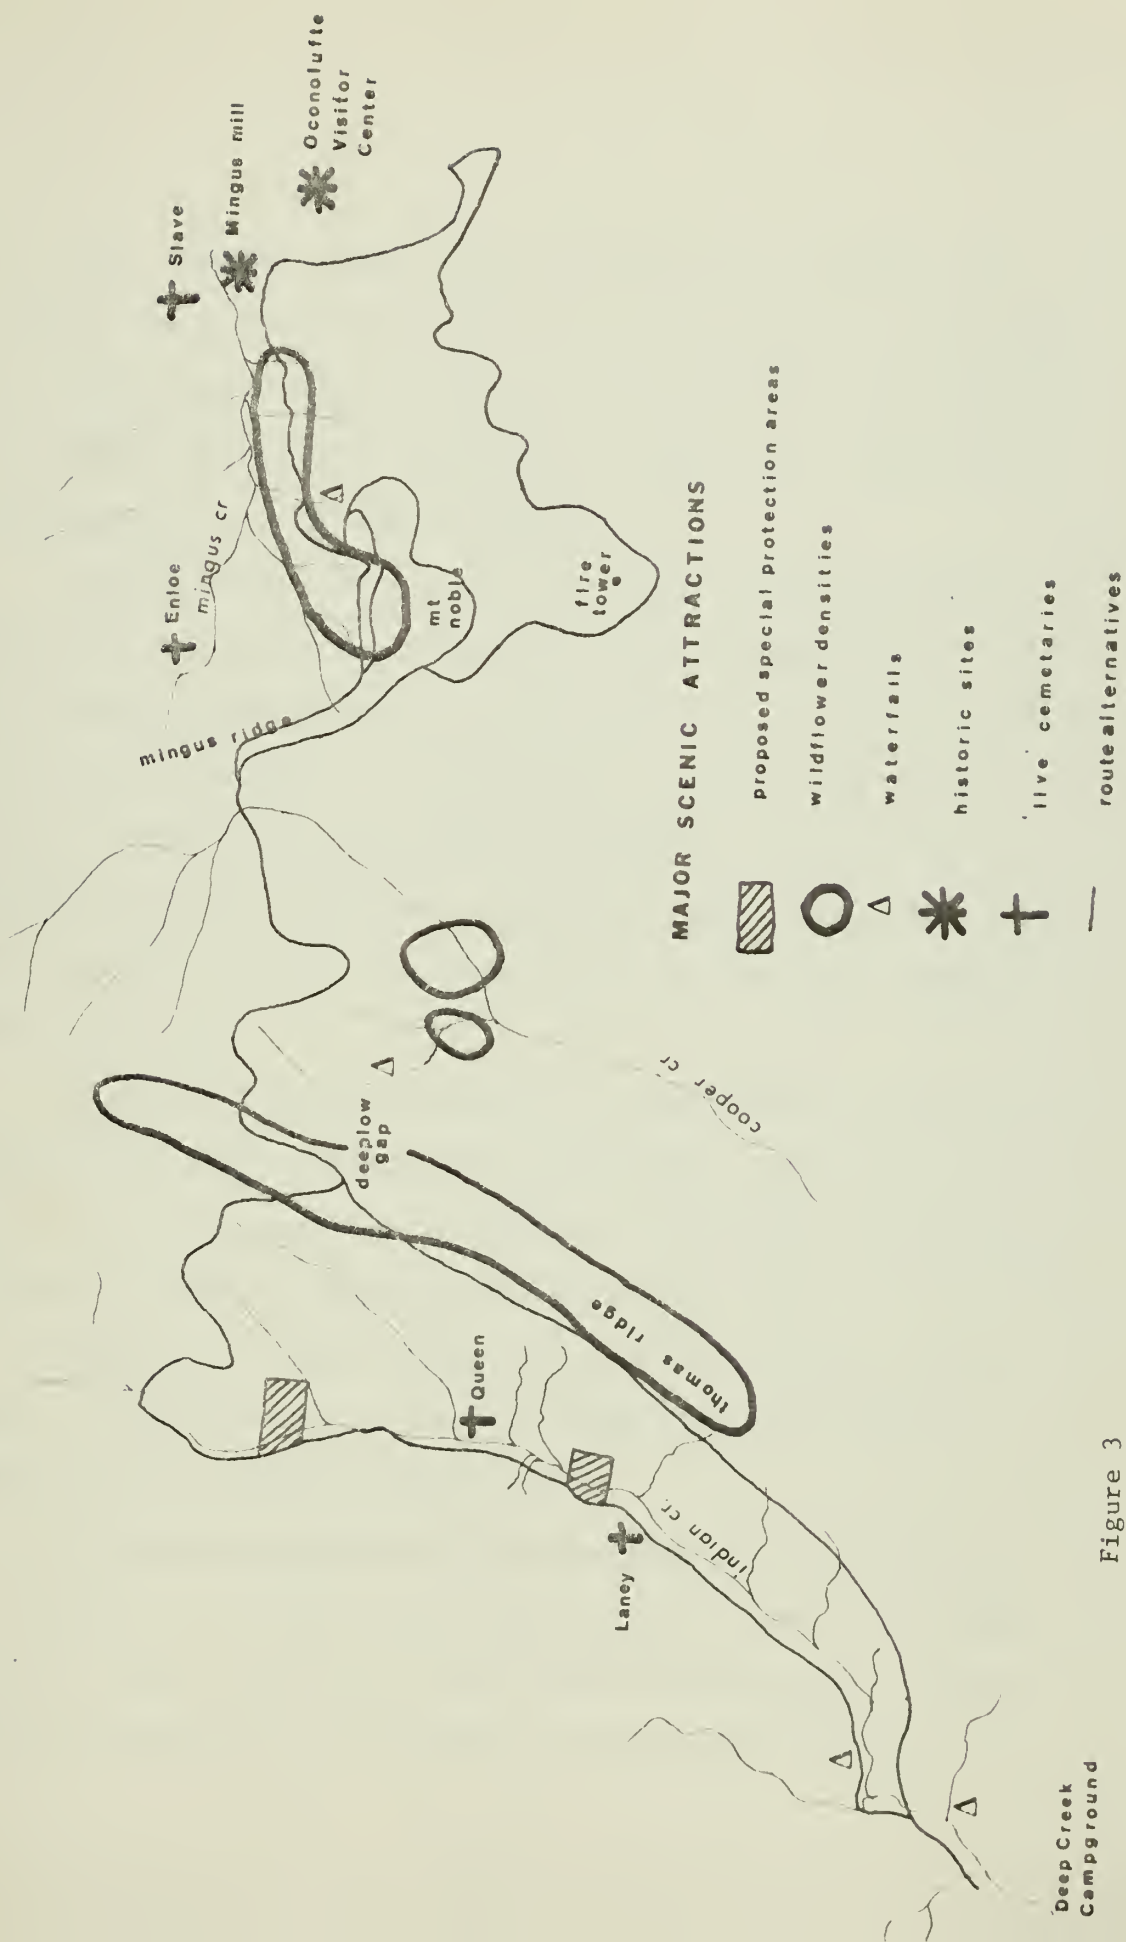 Oconolufte
Visitor
Center
Mingus mill
Slave
Enloe
mingus cr
mingus ridge
mt
noble
fire
tower
deeplow
gap
cooper cr
thomas ridge
Queen
Laney
indian cr.
Deep Creek
Campground
MAJOR SCENIC ATTRACTIONS
proposed special protection areas
wildflower densities
waterfalls
historic sites
'live' cemetaries
route alternatives
Figure 3